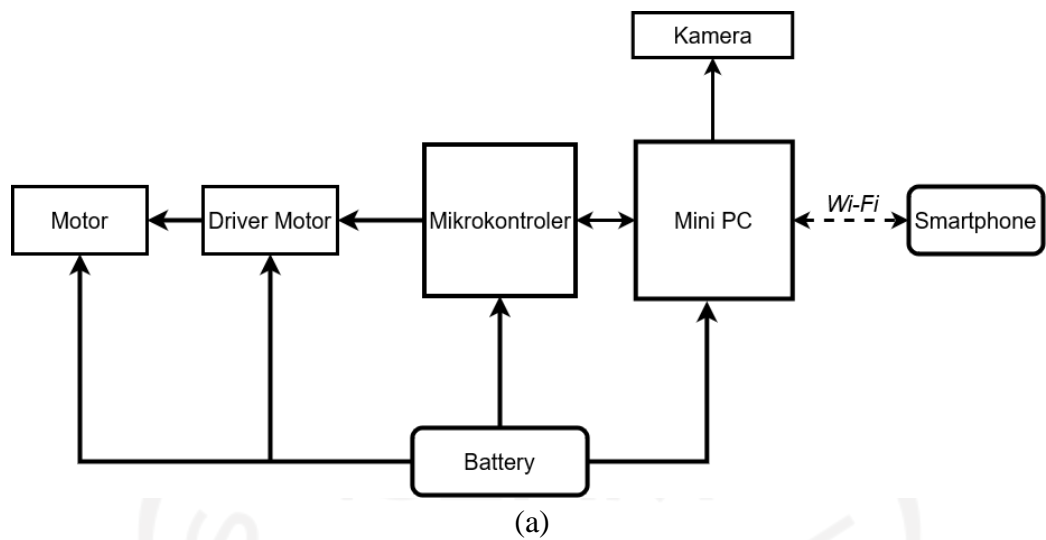 Kamera
Motor
Driver Motor
Mikrokontroler
Mini PC
Wi-Fi
Smartphone
Battery
(a)